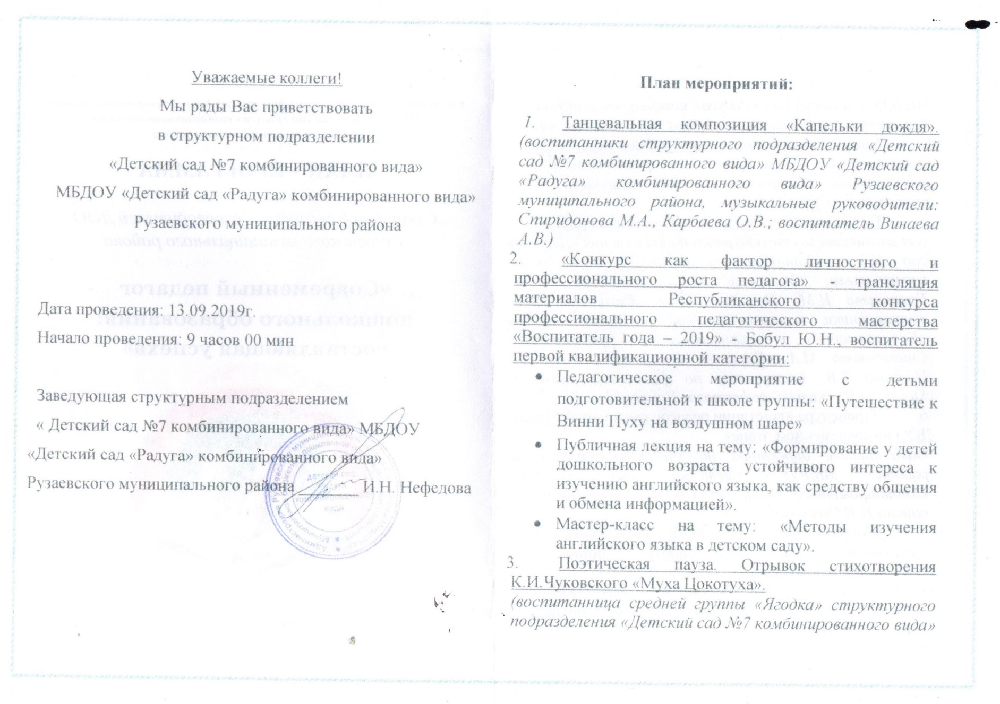 Уважаемые коллеги!
Мы рады Вас приветствовать
в структурном подразделении
«Детский сад №7 комбинированного вида»
МБДОУ «Детский сад «Радуга» комбинированного вида»
Рузаевского муниципального района
Дата проведения: 13.09.2019г.
Начало проведения: 9 часов 00 мин
Заведующая структурным подразделением
« Детский сад №7 комбинированного вида» МБДОУ
«Детский сад «Радуга» комбинированного вида»
Рузаевского муниципального района ________ И.Н. Нефедова
детский сад
Радуга
комбинированного
вида
План мероприятий:
1. Танцевальная композиция «Капельки дождя».
(воспитанники структурного подразделения «Детский
сад №7 комбинированного вида» МБДОУ «Детский сад
«Радуга» комбинированного вида» Рузаевского
муниципального района, музыкальные руководители:
Спиридонова М.А., Карбаева О.В.; воспитатель Винаева
А.В.)
2. «Конкурс как фактор личностного и
профессионального роста педагога» - трансляция
материалов Республиканского конкурса
профессионального педагогического мастерства
«Воспитатель года – 2019» - Бобул Ю.Н., воспитатель
первой квалификационной категории:
• Педагогическое мероприятие с детьми
подготовительной к школе группы: «Путешествие к
Винни Пуху на воздушном шаре»
• Публичная лекция на тему: «Формирование у детей
дошкольного возраста устойчивого интереса к
изучению английского языка, как средству общения
и обмена информацией».
• Мастер-класс на тему: «Методы изучения
английского языка в детском саду».
3. Поэтическая пауза. Отрывок стихотворения
К.И.Чуковского «Муха Цокотуха».
(воспитанница средней группы «Ягодка» структурного
подразделения «Детский сад №7 комбинированного вида»